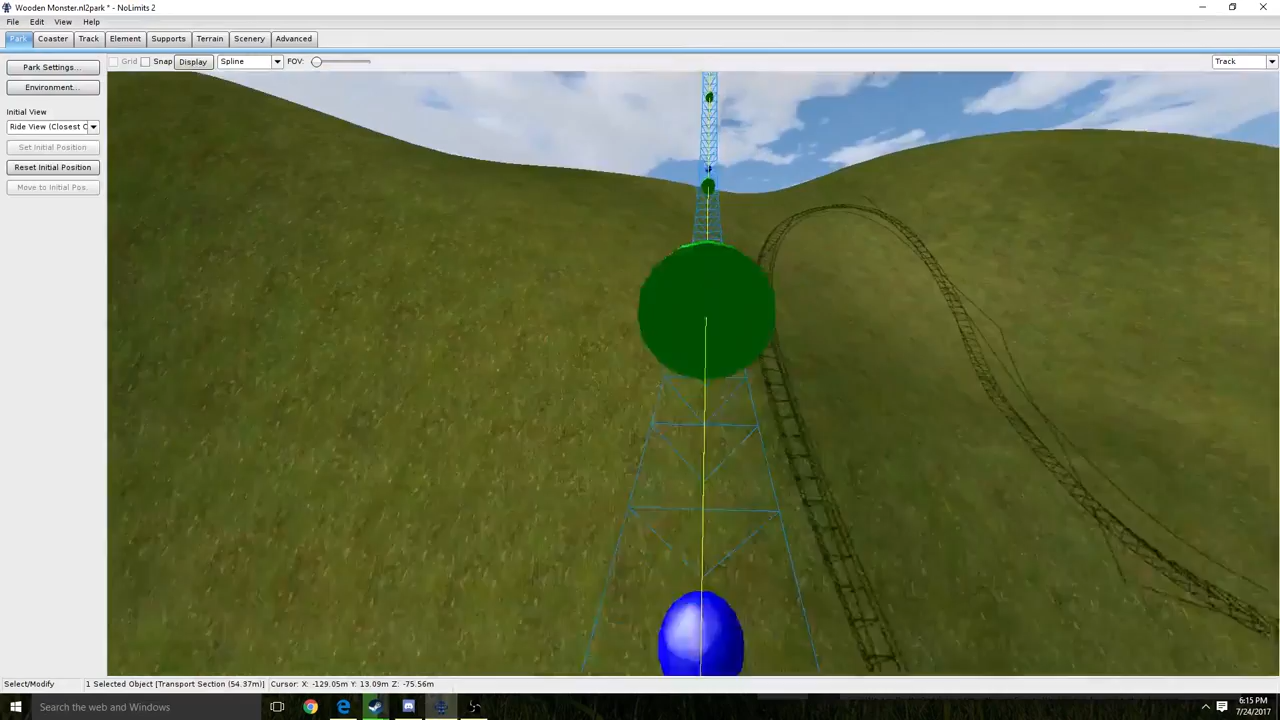 Wooden Monster.nl2park * - NoLimits 2
File Edit View Help
Park Coaster Track Element Supports Terrain Scenery Advanced
Grid Snap Display Spline FOV: Track
Park Settings...
Environment...
Initial View
Ride View (Closest C
Set Initial Position
Reset Initial Position
Move to Initial Pos.
Select/Modify 1 Selected Object [Transport Section (54.37m)] Cursor: X: -129.05m Y: 13.09m Z: -75.56m
Search the web and Windows
6:15 PM
7/24/2017